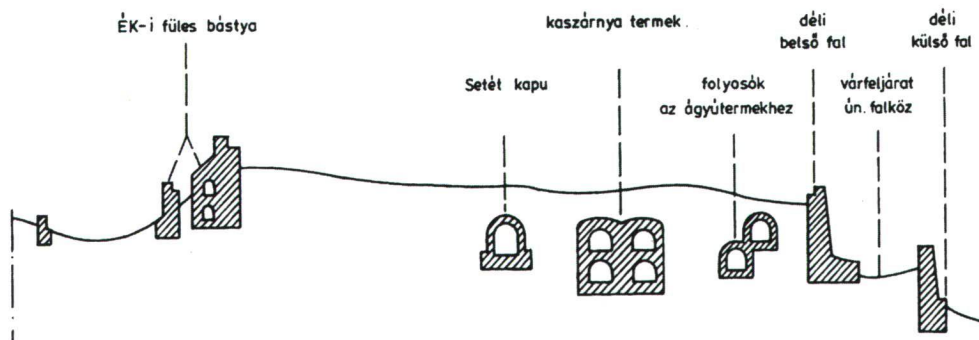 ÉK-i füles bástya
Setét kapu
kaszárnya termek.
folyosók
az ágyútermekhez
déli
belső fal
várfeljárat
ún. falköz
déli
külső fal